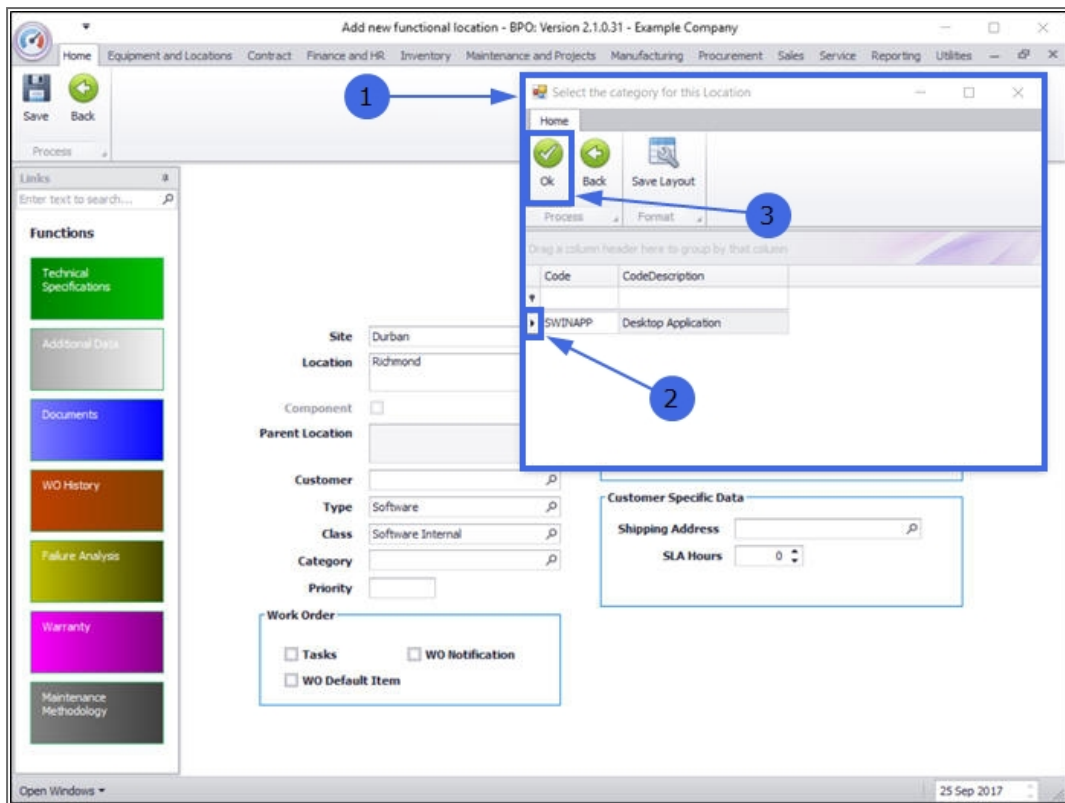 Add new functional location - BPO: Version 2.1.0.31 - Example Company
Home Equipment and Locations Contract Finance and HR Inventory Maintenance and Projects Manufacturing Procurement Sales Service Reporting Utilities
Save Back
Process
1
Select the category for this Location
Home
Ok Back Save Layout
Process Format
3
Drag a column header here to group by that column
Code CodeDescription
SWINAPP Desktop Application
2
Links
Enter text to search...
Functions
Technical
Specifications
Additional Data
Documents
WO History
Failure Analysis
Warranty
Maintenance
Methodology
Site Durban
Location Richmond
Component
Parent Location
Customer
Type Software
Class Software Internal
Category
Priority
Work Order
Tasks WO Notification
WO Default Item
Customer Specific Data
Shipping Address
SLA Hours 0
Open Windows 25 Sep 2017